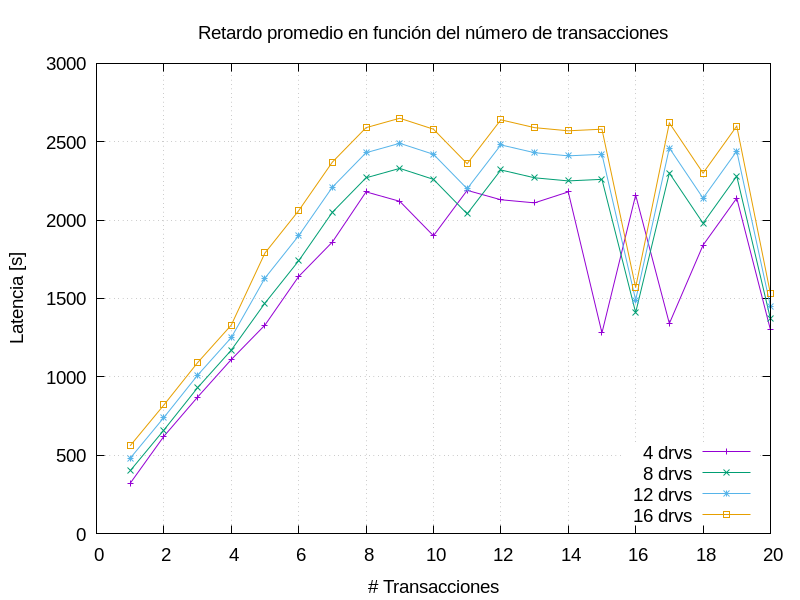 Retardo promedio en función del número de transacciones
3000
2500
2000
1500
1000
500
0
Latencia [s]
4 drvs
8 drvs
12 drvs
16 drvs
0 2 4 6 8 10 12 14 16 18 20
# Transacciones